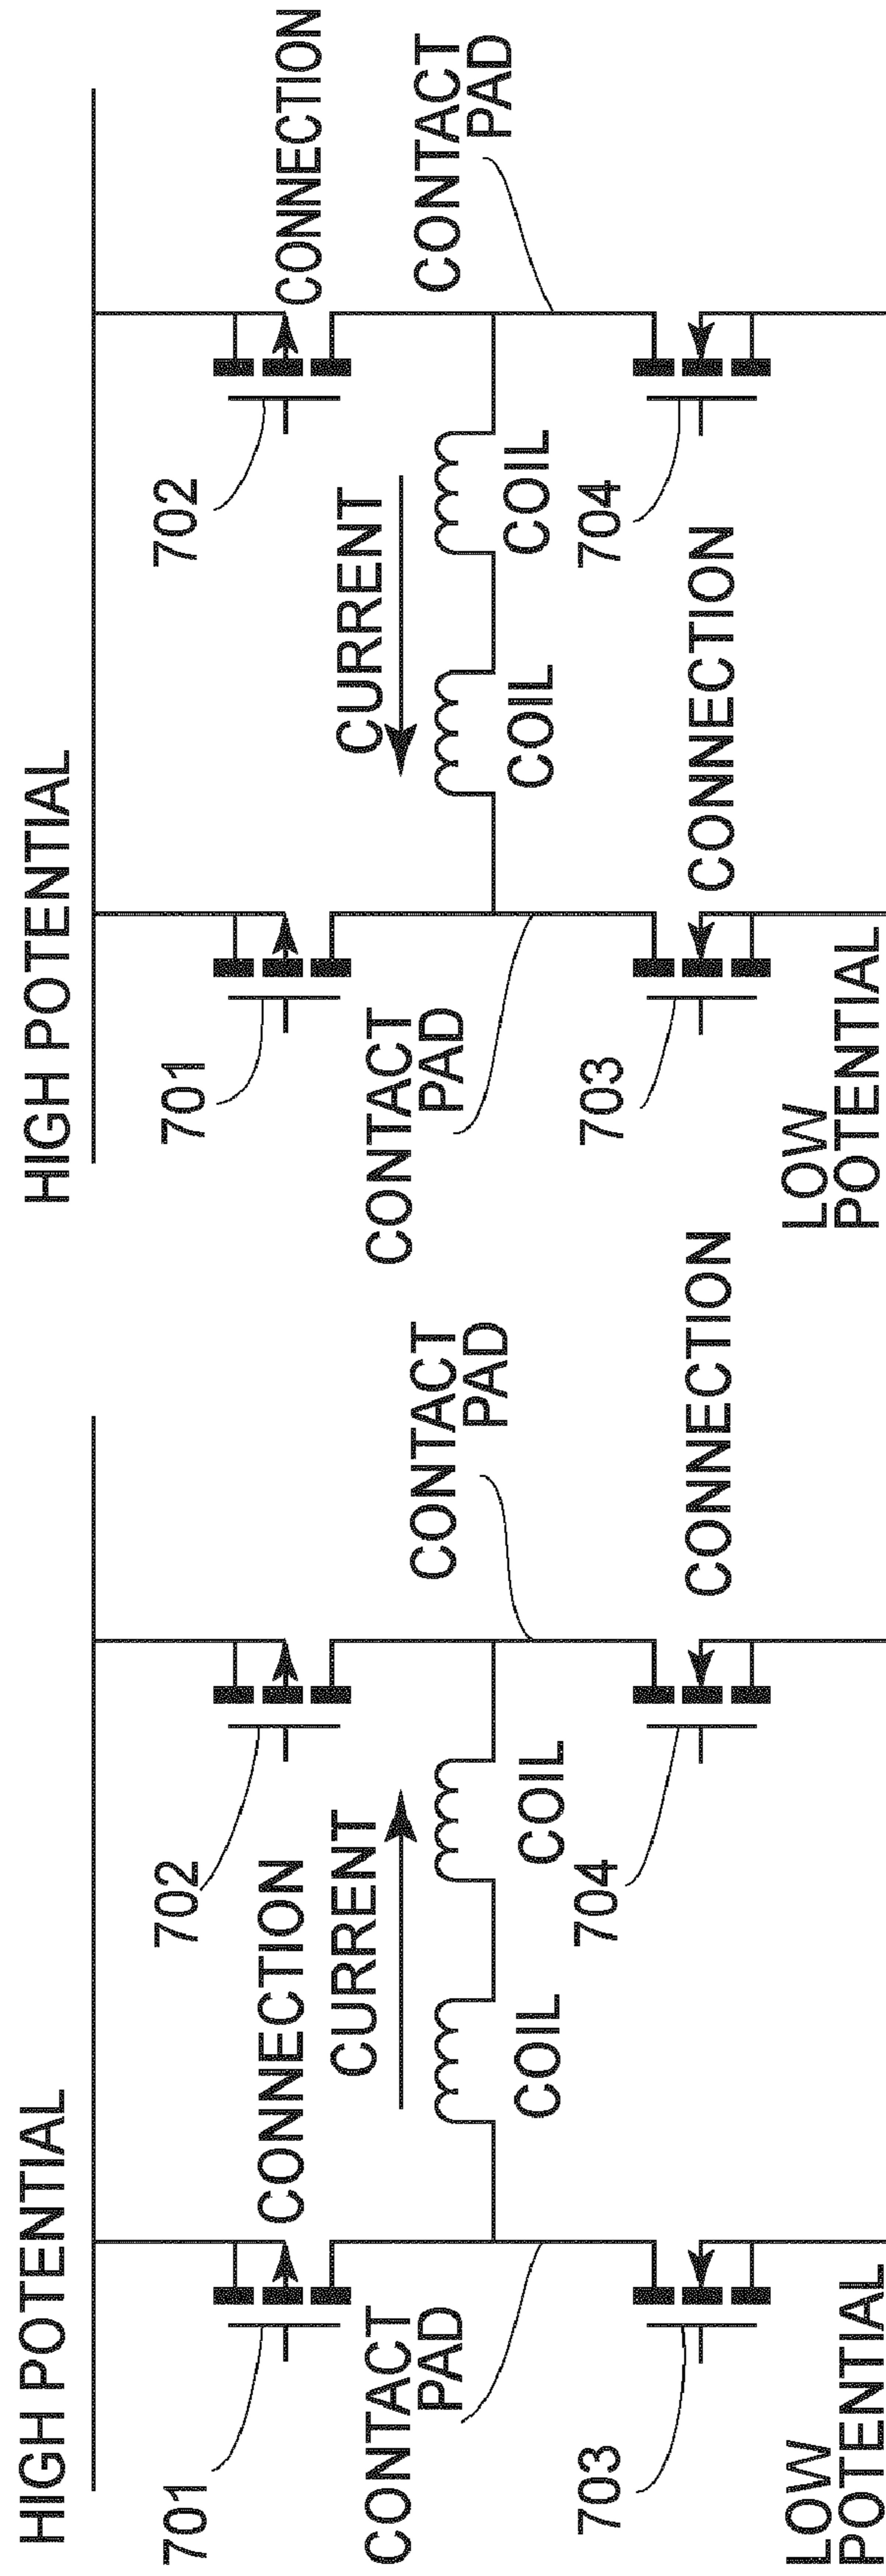 HIGH POTENTIAL
701
702
CONNECTION
CURRENT
CONTACT
PAD
CONTACT
PAD
COIL
COIL
703
704
CONNECTION
LOW
POTENTIAL
HIGH POTENTIAL
701
702
CONNECTION
CURRENT
CONTACT
PAD
CONTACT
PAD
COIL
COIL
703
704
CONNECTION
LOW
POTENTIAL